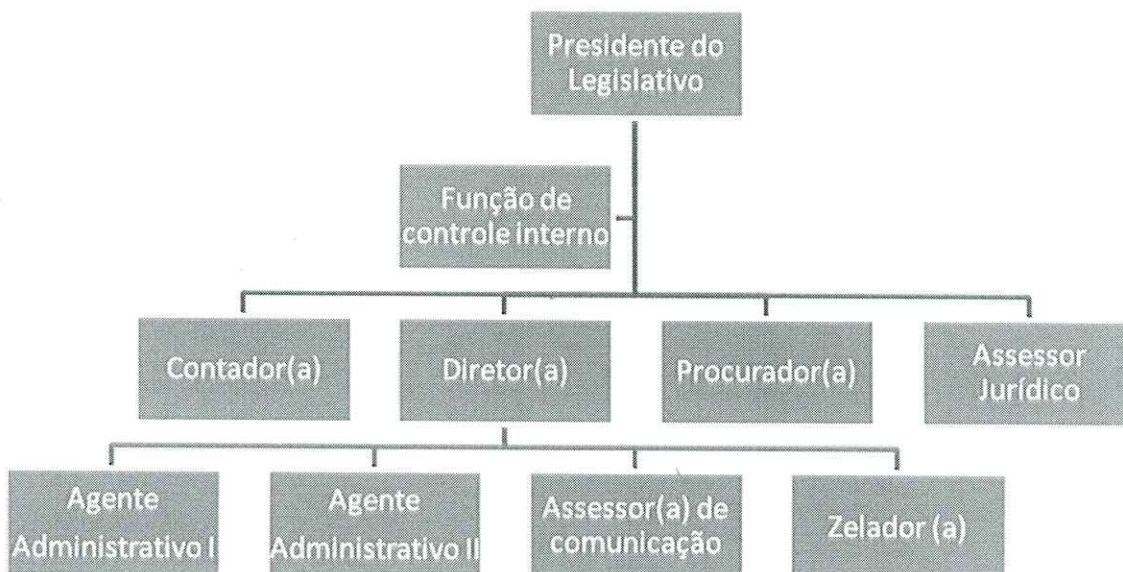 Presidente do
Legislativo
Função de
controle interno
Contador(a)
Diretor(a)
Procurador(a)
Assessor
Jurídico
Agente
Administrativo I
Agente
Administrativo II
Assessor(a) de
comunicação
Zelador (a)